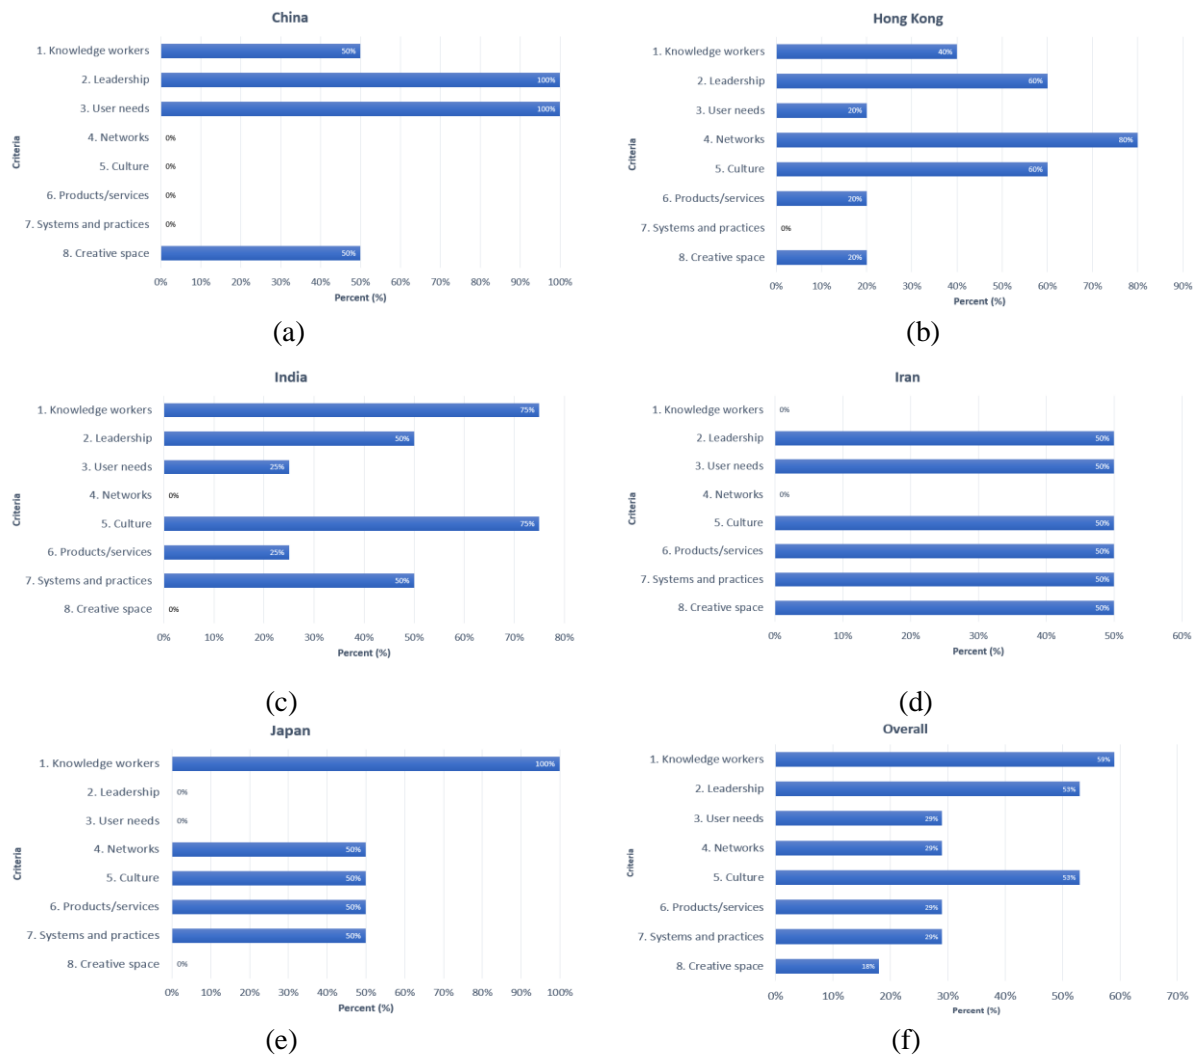 China
1. Knowledge workers 50%
2. Leadership 100%
3. User needs 100%
4. Networks 0%
5. Culture 0%
6. Products/services 0%
7. Systems and practices 0%
8. Creative space 50%
Criteria
0% 10% 20% 30% 40% 50% 60% 70% 80% 90% 100%
Percent (%)
(a)
Hong Kong
1. Knowledge workers 40%
2. Leadership 60%
3. User needs 20%
4. Networks 80%
5. Culture 60%
6. Products/services 20%
7. Systems and practices 0%
8. Creative space 20%
Criteria
0% 10% 20% 30% 40% 50% 60% 70% 80% 90%
Percent (%)
(b)
India
1. Knowledge workers 75%
2. Leadership 50%
3. User needs 25%
4. Networks 0%
5. Culture 75%
6. Products/services 25%
7. Systems and practices 50%
8. Creative space 0%
Criteria
0% 10% 20% 30% 40% 50% 60% 70% 80%
Percent (%)
(c)
Iran
1. Knowledge workers 0%
2. Leadership 50%
3. User needs 50%
4. Networks 0%
5. Culture 50%
6. Products/services 50%
7. Systems and practices 50%
8. Creative space 50%
Criteria
0% 10% 20% 30% 40% 50% 60%
Percent (%)
(d)
Japan
1. Knowledge workers 100%
2. Leadership 0%
3. User needs 0%
4. Networks 50%
5. Culture 50%
6. Products/services 50%
7. Systems and practices 50%
8. Creative space 0%
Criteria
0% 10% 20% 30% 40% 50% 60% 70% 80% 90% 100%
Percent (%)
(e)
Overall
1. Knowledge workers 59%
2. Leadership 53%
3. User needs 29%
4. Networks 29%
5. Culture 53%
6. Products/services 29%
7. Systems and practices 29%
8. Creative space 18%
Criteria
0% 10% 20% 30% 40% 50% 60% 70%
Percent (%)
(f)